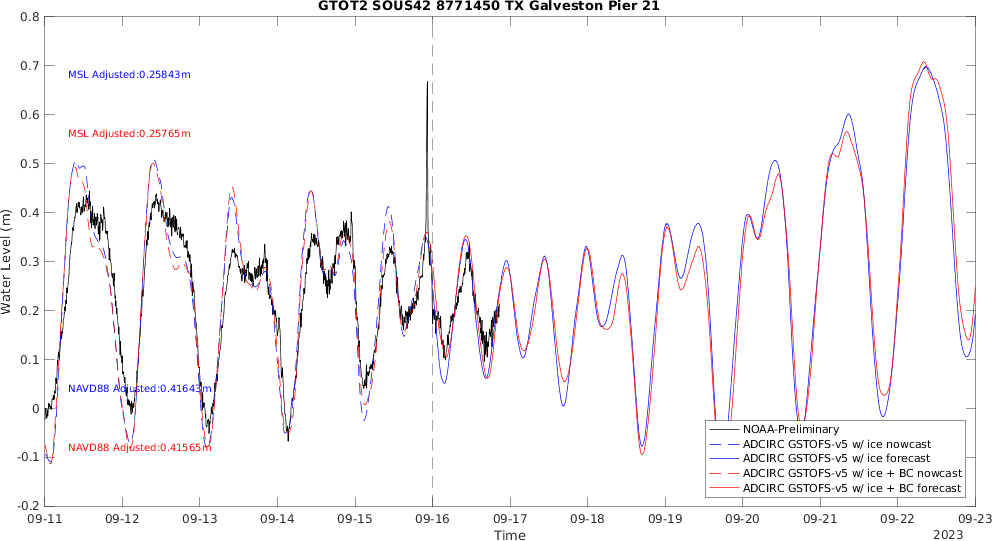 GTOT2 SOUS42 8771450 TX Galveston Pier 21
0.8
0.7
0.6
0.5
0.4
0.3
0.2
0.1
0
-0.1
-0.2
Water Level (m)
MSL Adjusted:0.25843m
MSL Adjusted:0.25765m
NAVD88 Adjusted:0.41643m
NAVD88 Adjusted:0.41565m
NOAA-Preliminary
ADCIRC GSTOFS-v5 w/ ice nowcast
ADCIRC GSTOFS-v5 w/ ice forecast
ADCIRC GSTOFS-v5 w/ ice + BC nowcast
ADCIRC GSTOFS-v5 w/ ice + BC forecast
09-11 09-12 09-13 09-14 09-15 09-16 09-17 09-18 09-19 09-20 09-21 09-22 09-23
Time
2023